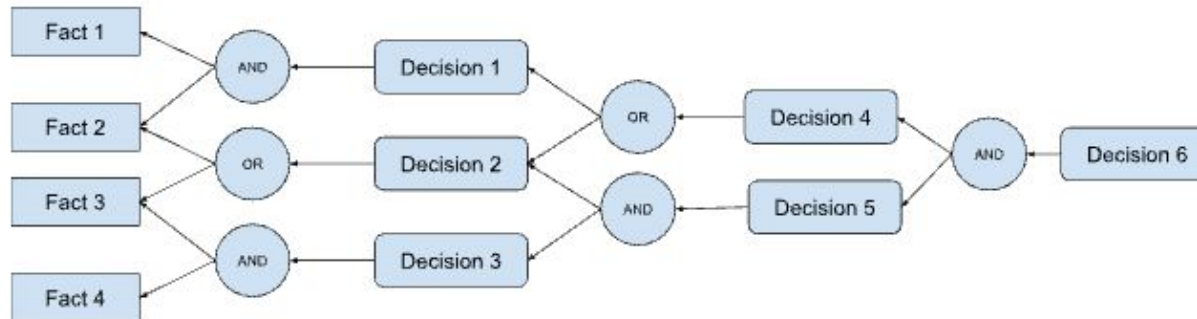 Fact 1
AND
Decision 1
Fact 2
OR
Decision 4
OR
Decision 2
AND
Decision 6
Fact 3
AND
Decision 5
AND
Decision 3
Fact 4